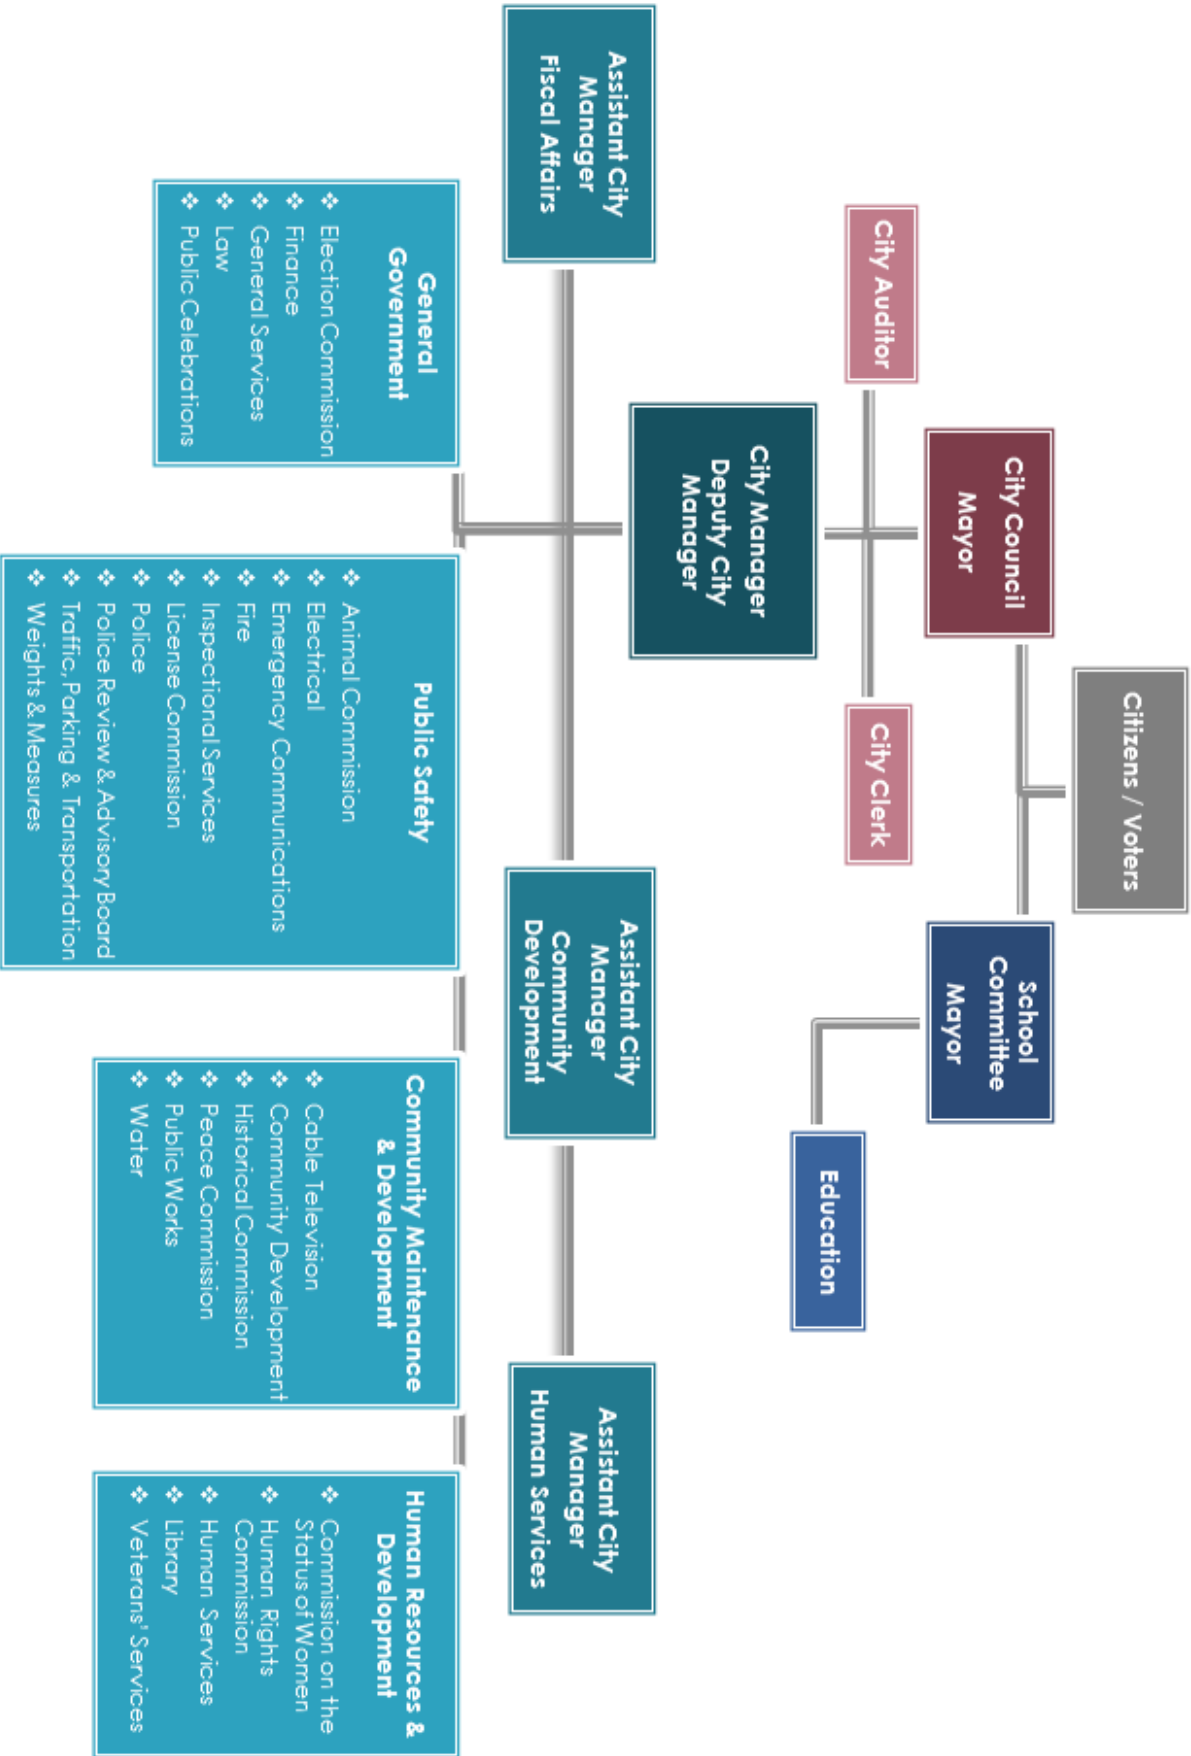 Citizens / Voters
City Council
Mayor
School
Committee
Mayor
City Auditor
City Clerk
Education
City Manager
Deputy City
Manager
Assistant City
Manager
Fiscal Affairs
Assistant City
Manager
Community
Development
Assistant City
Manager
Human Services
General
Government
❖ Election Commission
❖ Finance
❖ General Services
❖ Law
❖ Public Celebrations
Public Safety
❖ Animal Commission
❖ Electrical
❖ Emergency Communications
❖ Fire
❖ Inspectional Services
❖ License Commission
❖ Police
❖ Police Review & Advisory Board
❖ Traffic, Parking & Transportation
❖ Weights & Measures
Community Maintenance
& Development
❖ Cable Television
❖ Community Development
❖ Historical Commission
❖ Peace Commission
❖ Public Works
❖ Water
Human Resources &
Development
❖ Commission on the
Status of Women
❖ Human Rights
Commission
❖ Human Services
❖ Library
❖ Veterans' Services